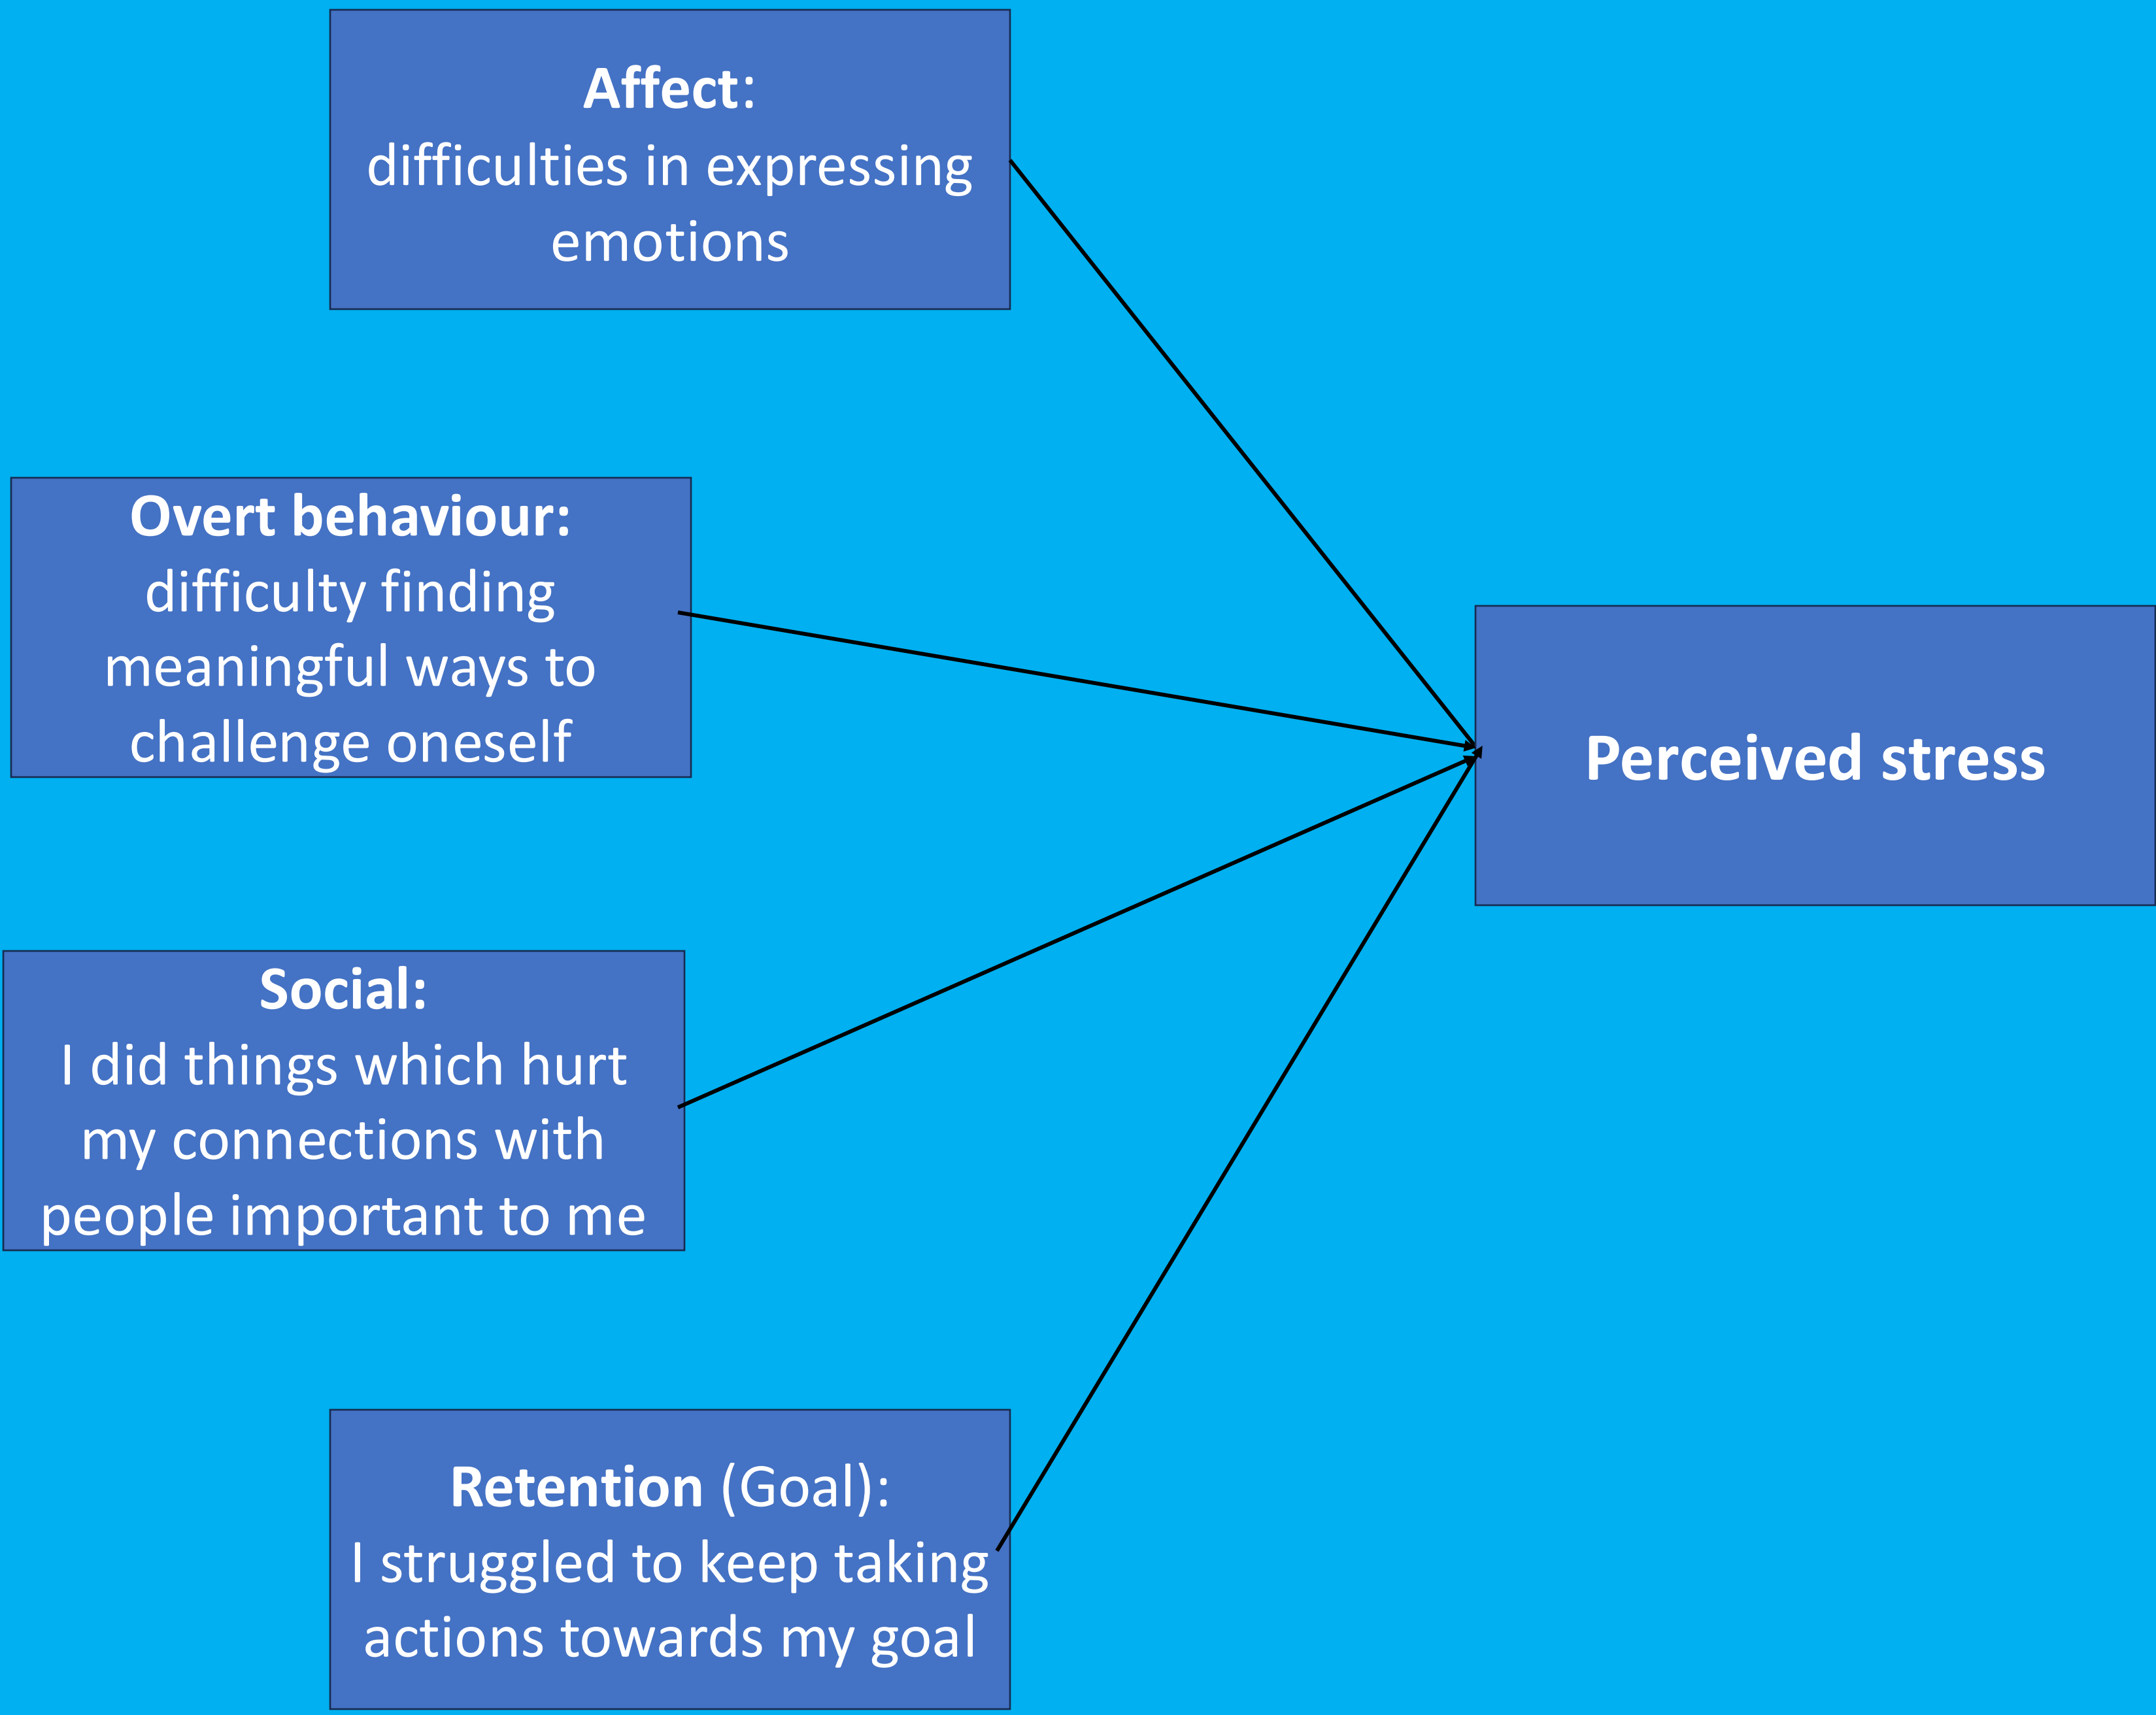 Affect:
difficulties in expressing
emotions
Overt behaviour:
difficulty finding
meaningful ways to
challenge oneself
Perceived stress
Social:
I did things which hurt
my connections with
people important to me
Retention (Goal):
I struggled to keep taking
actions towards my goal